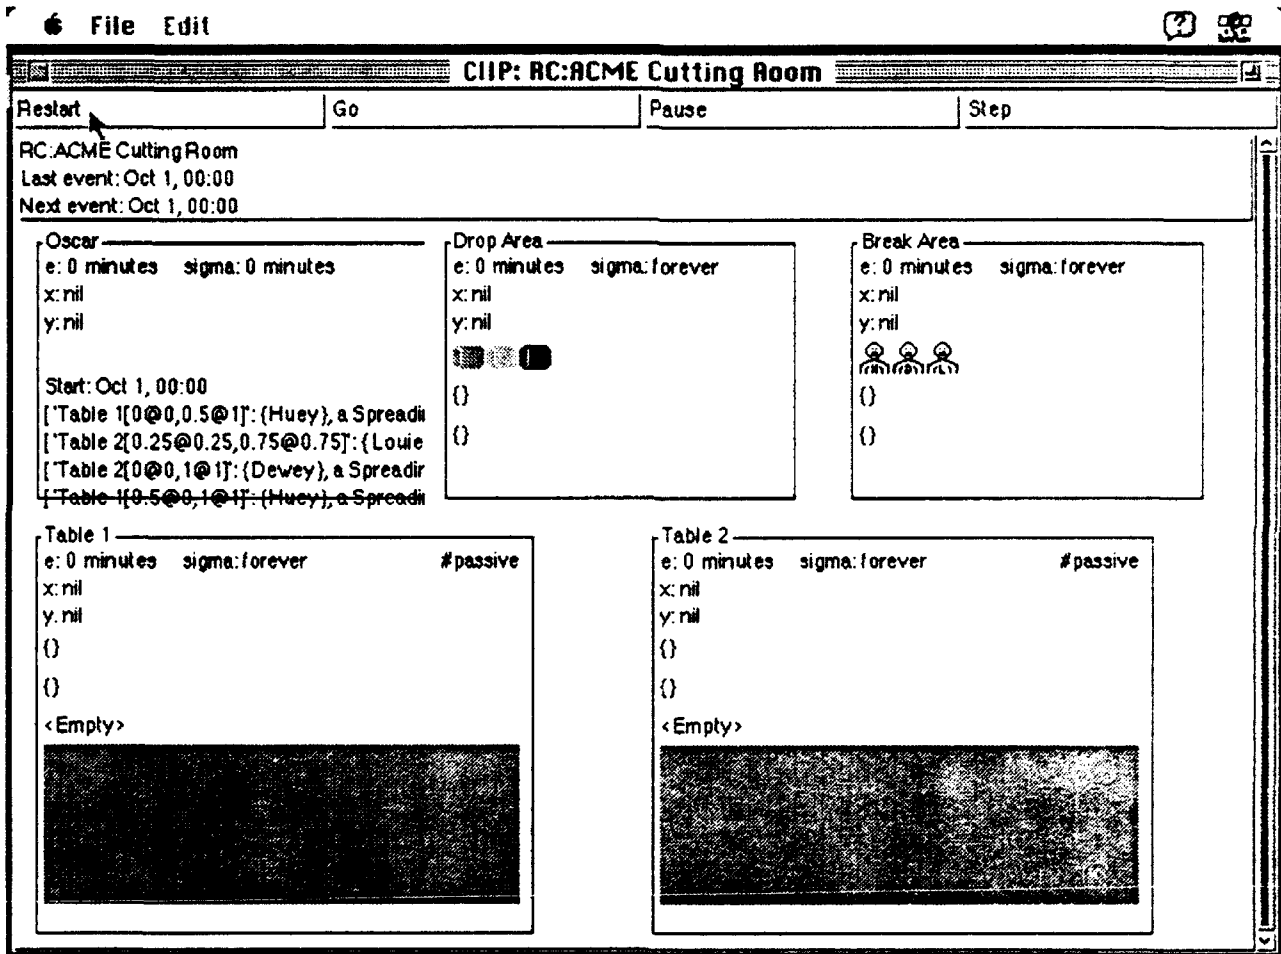 File Edit
CIIP: RC:ACME Cutting Room
Restart Go Pause Step
RC:ACME Cutting Room
Last event: Oct 1, 00:00
Next event: Oct 1, 00:00
Oscar
e: 0 minutes sigma: 0 minutes
x: nil
y: nil
Start: Oct 1, 00:00
['Table 1[0@0,0.5@1]': {Huey}, a Spreadi
['Table 2[0.25@0.25,0.75@0.75]': {Louie
['Table 2[0@0,1@1]': {Dewey}, a Spreadir
['Table 1[0.5@0,1@1]': {Huey}, a Spreadi
Drop Area
e: 0 minutes sigma: forever
x: nil
y: nil
{}
{}
Break Area
e: 0 minutes sigma: forever
x: nil
y: nil
(H) (D) (L)
{}
{}
Table 1
e: 0 minutes sigma: forever #passive
x: nil
y: nil
{}
{}
<Empty>
Table 2
e: 0 minutes sigma: forever #passive
x: nil
y: nil
{}
{}
<Empty>